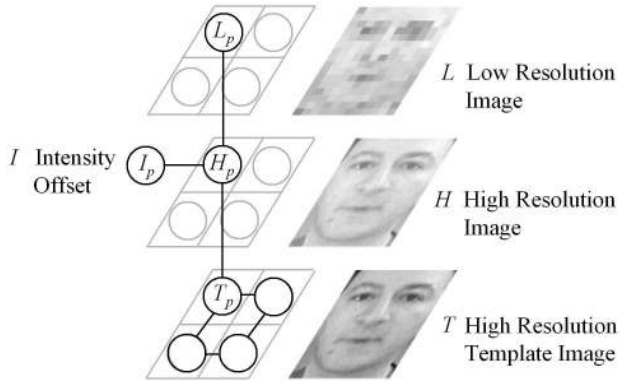 L_p
L Low Resolution
Image
I Intensity
Offset
I_p
H_p
H High Resolution
Image
T_p
T High Resolution
Template Image